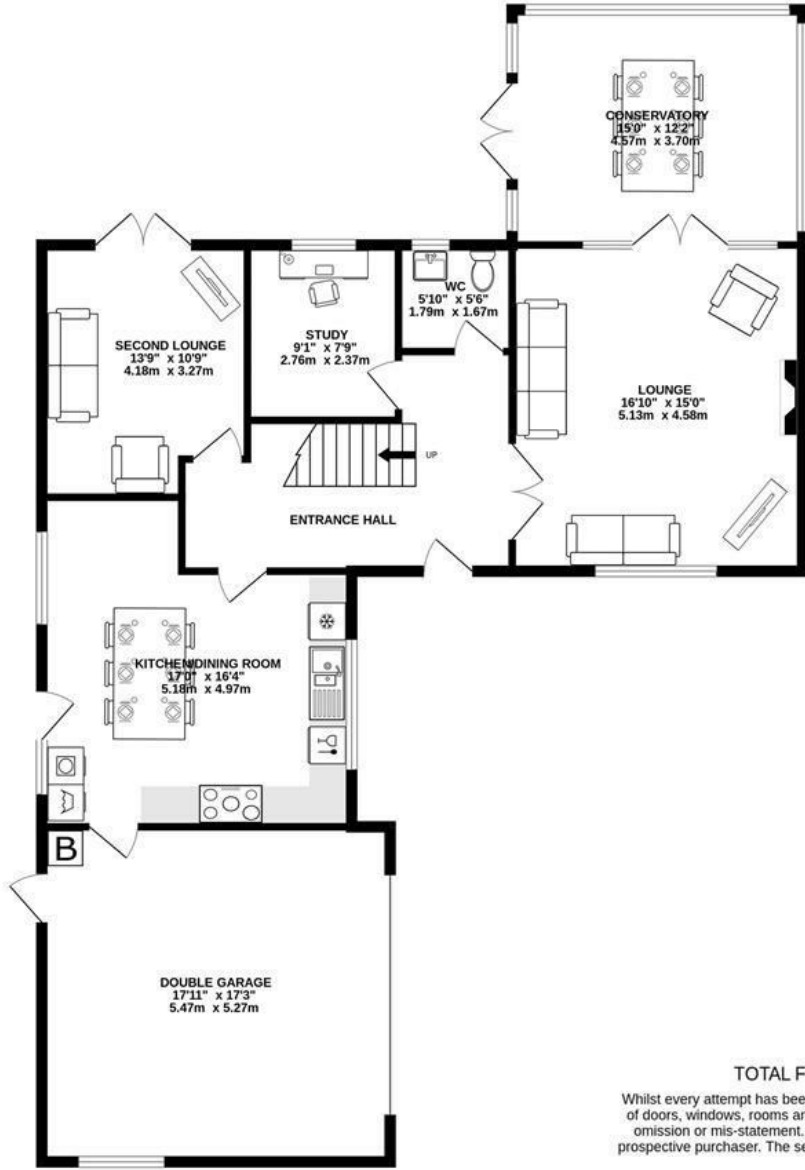 CONSERVATORY
15'0" x 12'2"
4.57m x 3.70m
WC
5'10" x 5'6"
1.79m x 1.67m
STUDY
9'1" x 7'9"
2.76m x 2.37m
SECOND LOUNGE
13'9" x 10'9"
4.18m x 3.27m
LOUNGE
16'10" x 15'0"
5.13m x 4.58m
UP
ENTRANCE HALL
KITCHEN/DINING ROOM
17'0" x 16'4"
5.18m x 4.97m
B
DOUBLE GARAGE
17'11" x 17'3"
5.47m x 5.27m
TOTAL F
Whilst every attempt has bee
of doors, windows, rooms ar
omission or mis-statement.
prospective purchaser. The se